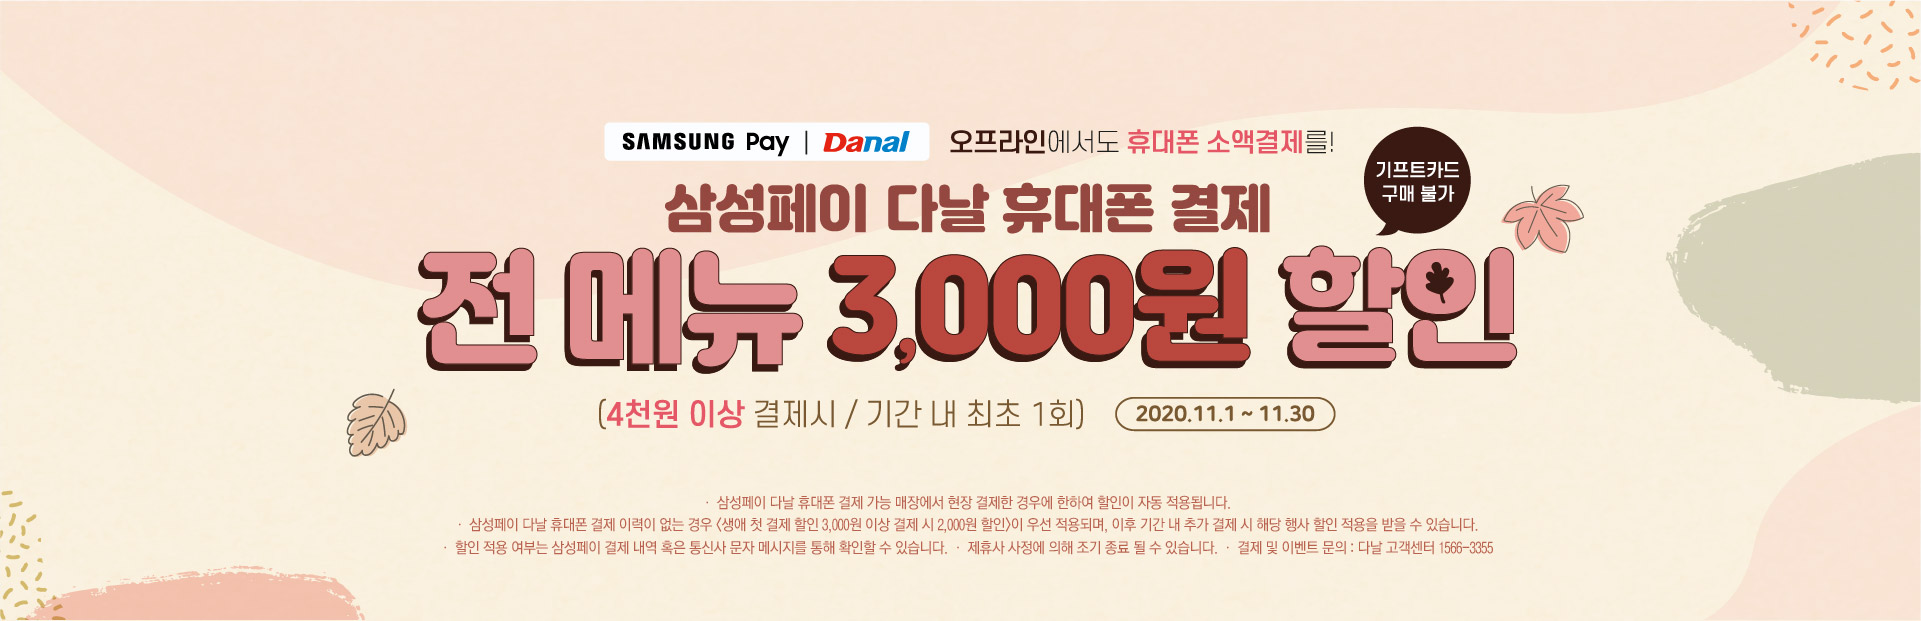 SAMSUNG Pay | Danal 오프라인에서도 휴대폰 소액결제를!
기프트카드
구매 불가
삼성페이 다날 휴대폰 결제
전 메뉴 3,000원 할인
(4천원 이상 결제시 / 기간 내 최초 1회) 2020.11.1 ~ 11.30
· 삼성페이 다날 휴대폰 결제 가능 매장에서 현장 결제한 경우에 한하여 할인이 자동 적용됩니다.
· 삼성페이 다날 휴대폰 결제 이력이 없는 경우 <생애 첫 결제 할인 3,000원 이상 결제 시 2,000원 할인>이 우선 적용되며, 이후 기간 내 추가 결제 시 해당 행사 할인 적용을 받을 수 있습니다.
· 할인 적용 여부는 삼성페이 결제 내역 혹은 통신사 문자 메시지를 통해 확인할 수 있습니다. · 제휴사 사정에 의해 조기 종료 될 수 있습니다. · 결제 및 이벤트 문의 : 다날 고객센터 1566-3355